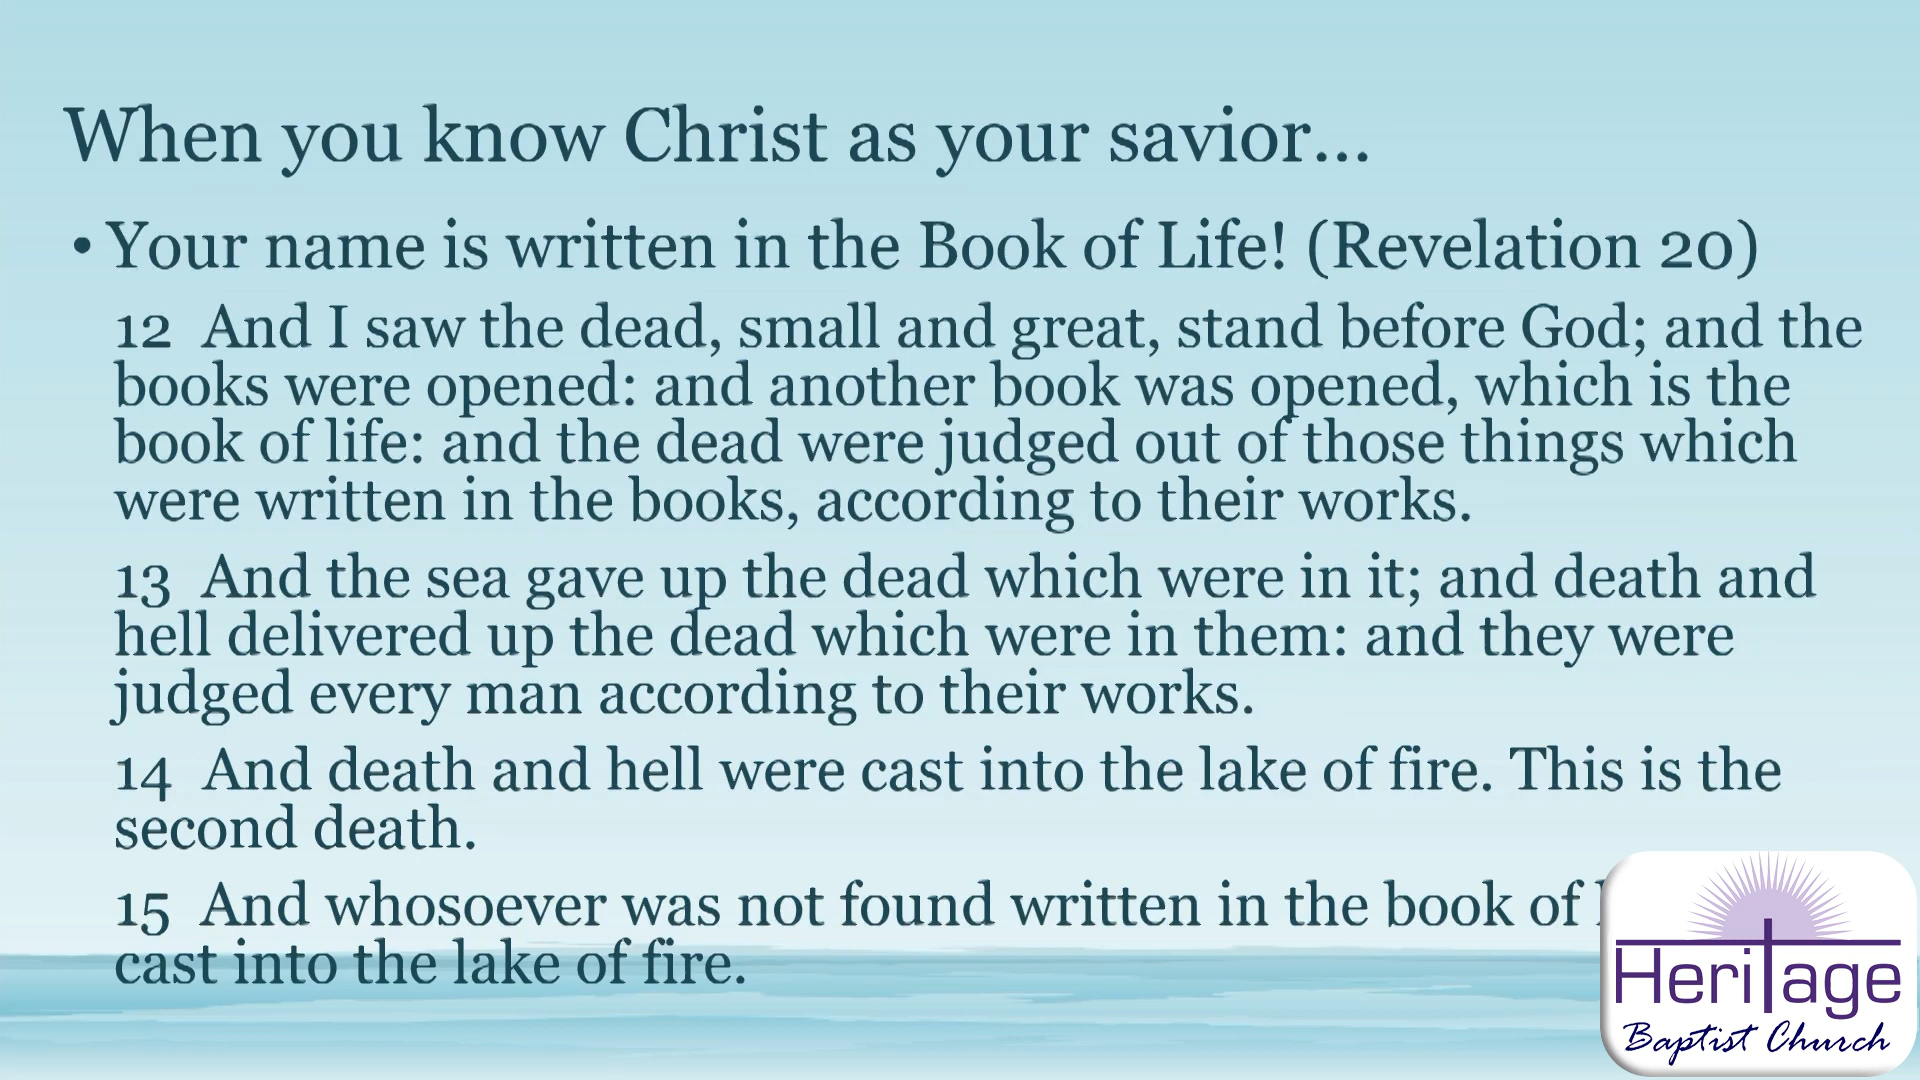 When you know Christ as your savior...
• Your name is written in the Book of Life! (Revelation 20)
12 And I saw the dead, small and great, stand before God; and the
books were opened: and another book was opened, which is the
book of life: and the dead were judged out of those things which
were written in the books, according to their works.
13 And the sea gave up the dead which were in it; and death and
hell delivered up the dead which were in them: and they were
judged every man according to their works.
14 And death and hell were cast into the lake of fire. This is the
second death.
15 And whosoever was not found written in the book of
cast into the lake of fire.
Heritage
Baptist Church